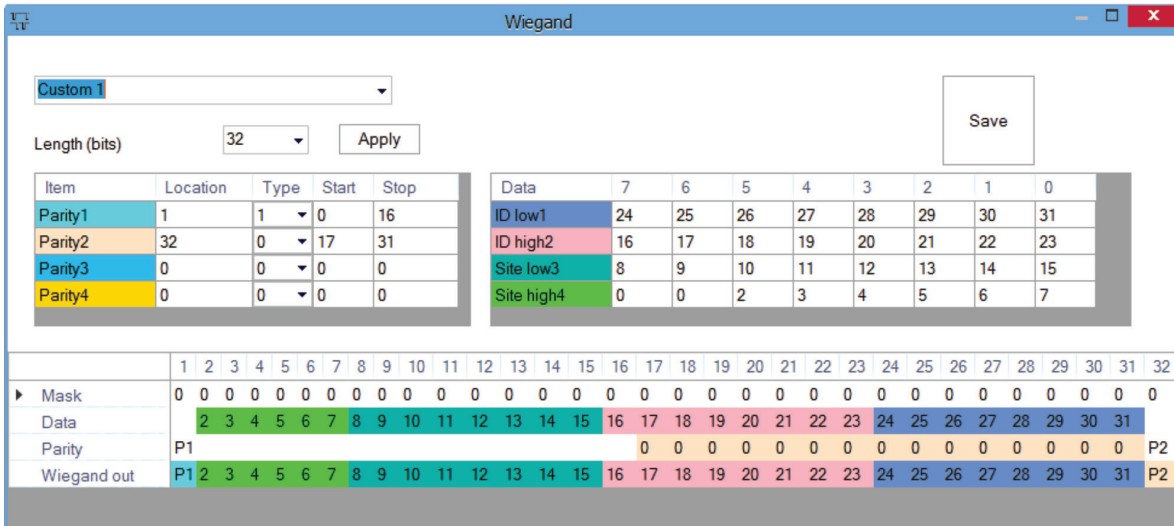 Wiegand
Custom 1
Save
Length (bits) 32 Apply
Item Location Type Start Stop
Parity1 1 1 0 16
Parity2 32 0 17 31
Parity3 0 0 0 0
Parity4 0 0 0 0
Data 7 6 5 4 3 2 1 0
ID low1 24 25 26 27 28 29 30 31
ID high2 16 17 18 19 20 21 22 23
Site low3 8 9 10 11 12 13 14 15
Site high4 0 0 2 3 4 5 6 7
1 2 3 4 5 6 7 8 9 10 11 12 13 14 15 16 17 18 19 20 21 22 23 24 25 26 27 28 29 30 31 32
Mask 0 0 0 0 0 0 0 0 0 0 0 0 0 0 0 0 0 0 0 0 0 0 0 0 0 0 0 0 0 0 0 0
Data 2 3 4 5 6 7 8 9 10 11 12 13 14 15 16 17 18 19 20 21 22 23 24 25 26 27 28 29 30 31
Parity P1 0 0 0 0 0 0 0 0 0 0 0 0 0 0 0 P2
Wiegand out P1 2 3 4 5 6 7 8 9 10 11 12 13 14 15 16 17 18 19 20 21 22 23 24 25 26 27 28 29 30 31 P2